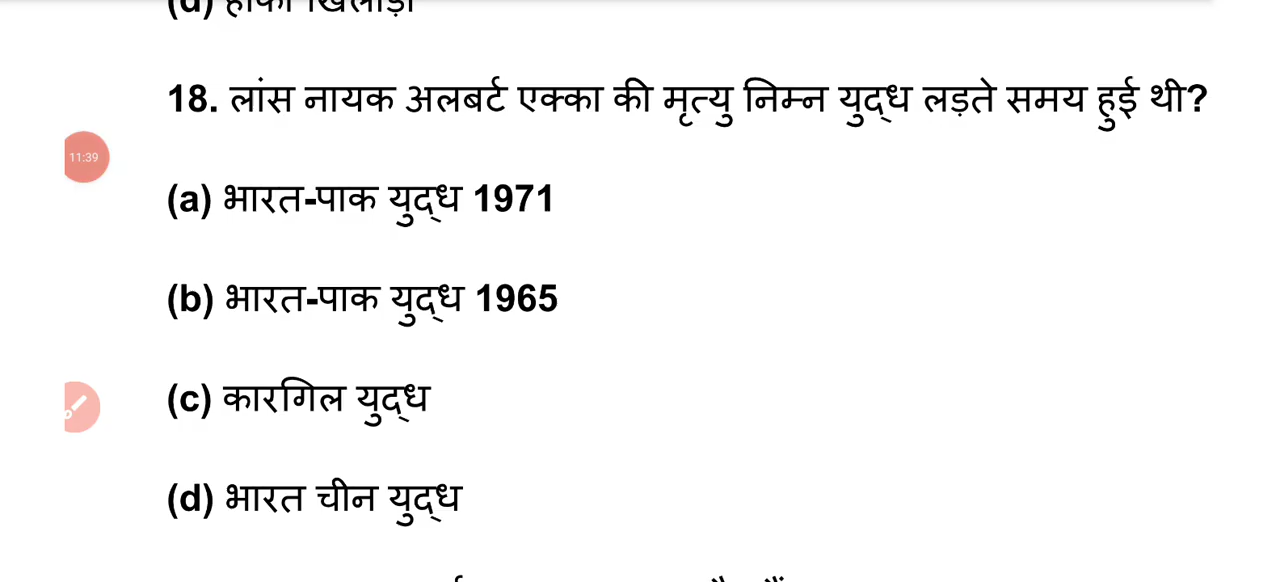 (d) हॉकी खिलाड़ी
18. लांस नायक अलबर्ट एक्का की मृत्यु निम्न युद्ध लड़ते समय हुई थी?
11:39
(a) भारत-पाक युद्ध 1971
(b) भारत-पाक युद्ध 1965
(c) कारगिल युद्ध
(d) भारत चीन युद्ध